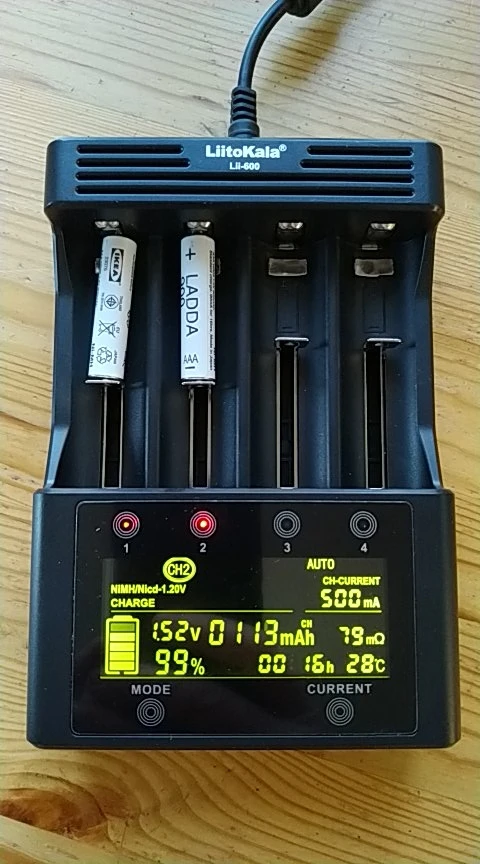 LiitoKala®
Lii-600
IKEA
+ LADDA
AAA
1 2 3 4
CH2
AUTO
NIMH/Nicd-1.20V
CH-CURRENT
CHARGE
500mA
1.52v 0113mAh CH 79mΩ
99% 00 16h 28℃
MODE
CURRENT